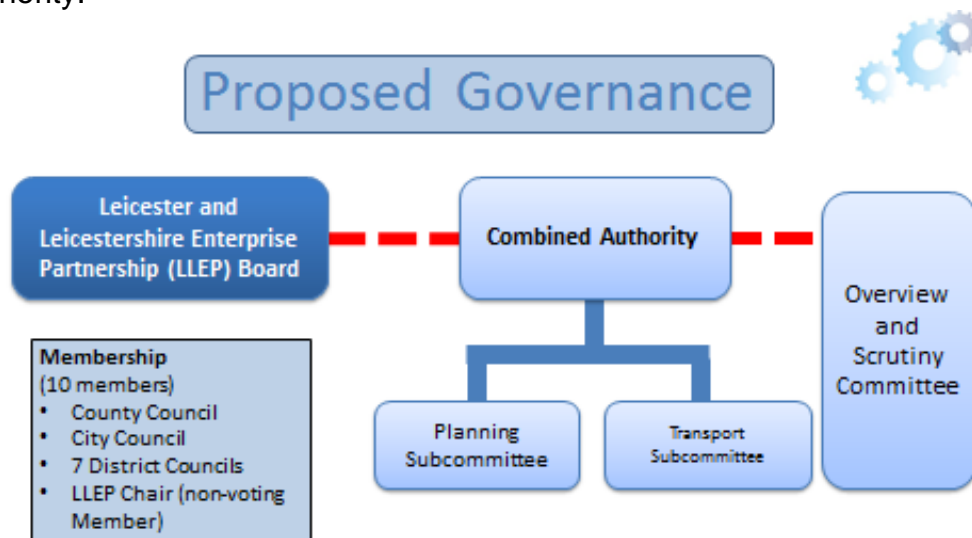 Proposed Governance
Leicester and
Leicestershire Enterprise
Partnership (LLEP) Board
Combined Authority
Overview
and
Scrutiny
Committee
Membership
(10 members)
• County Council
• City Council
• 7 District Councils
• LLEP Chair (non-voting
Member)
Planning
Subcommittee
Transport
Subcommittee